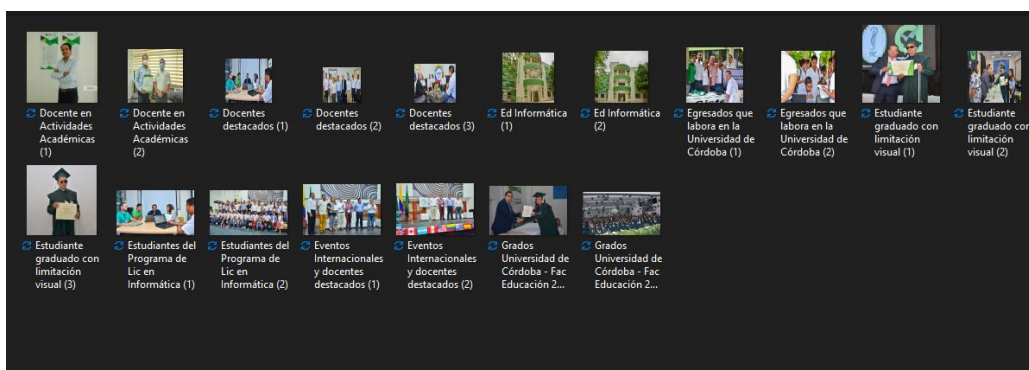 Docente en
Actividades
Académicas
(1)
Docente en
Actividades
Académicas
(2)
Docentes
destacados (1)
Docentes
destacados (2)
Docentes
destacados (3)
Ed Informática
(1)
Ed Informática
(2)
Egresados que
labora en la
Universidad de
Córdoba (1)
Egresados que
labora en la
Universidad de
Córdoba (2)
Estudiante
graduado con
limitación
visual (1)
Estudiante
graduado con
limitación
visual (2)
Estudiante
graduado con
limitación
visual (3)
Estudiantes del
Programa de
Lic en
Informática (1)
Estudiantes del
Programa de
Lic en
Informática (2)
Eventos
Internacionales
y docentes
destacados (1)
Eventos
Internacionales
y docentes
destacados (2)
Grados
Universidad de
Córdoba - Fac
Educación 2...
Grados
Universidad de
Córdoba - Fac
Educación 2...